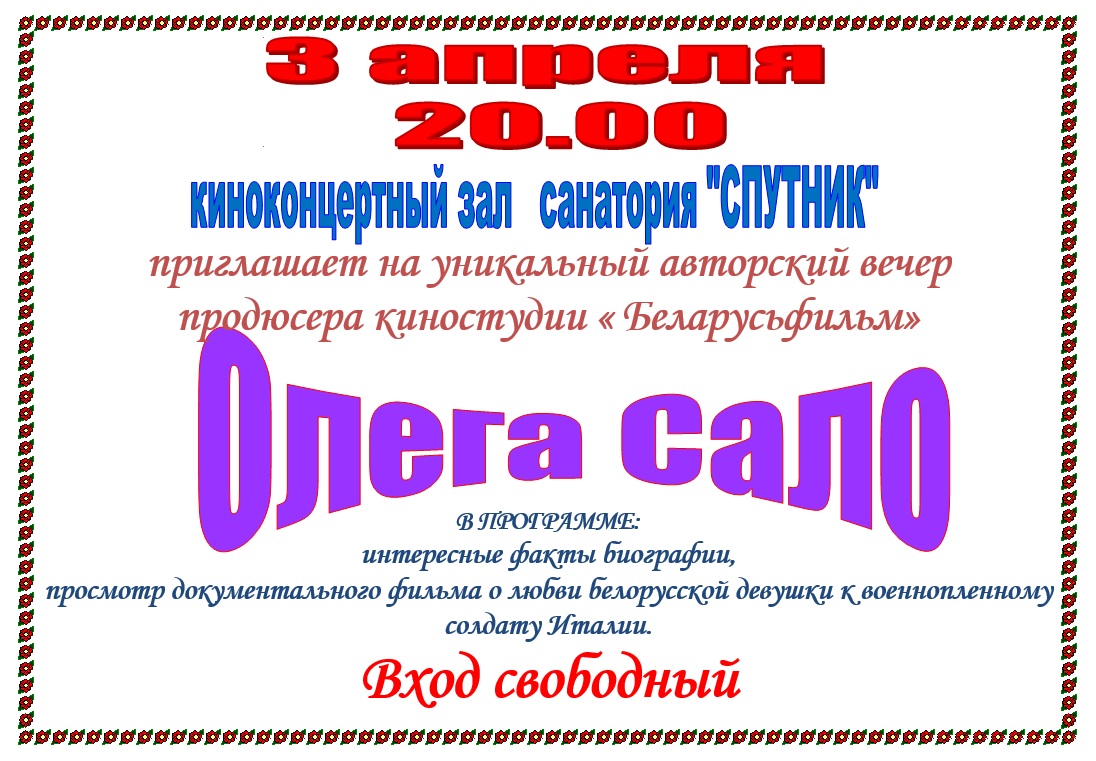 3 апреля
20.00
киноконцертный зал санатория "СПУТНИК"
приглашает на уникальный авторский вечер
продюсера киностудии « Беларусьфильм»
Олега Сало
В ПРОГРАММЕ:
интересные факты биографии,
просмотр документального фильма о любви белорусской девушки к военнопленному
солдату Италии.
Вход свободный